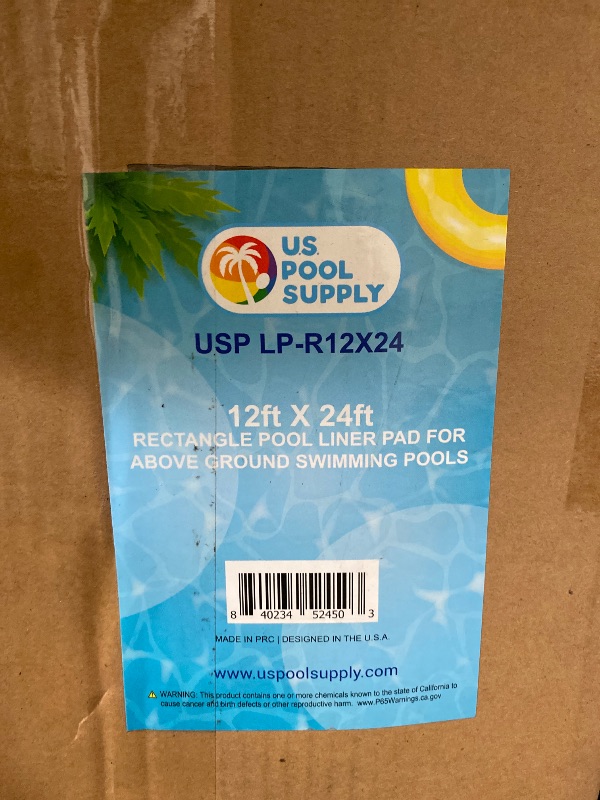 U.S.
POOL
SUPPLY
USP LP-R12X24
12ft X 24ft
RECTANGLE POOL LINER PAD FOR
ABOVE GROUND SWIMMING POOLS
8 40234 52450 3
MADE IN PRC | DESIGNED IN THE U.S.A.
www.uspoolsupply.com
⚠ WARNING: This product contains one or more chemicals known to the state of California to
cause cancer and birth defects or other reproductive harm. www.P65Warnings.ca.gov